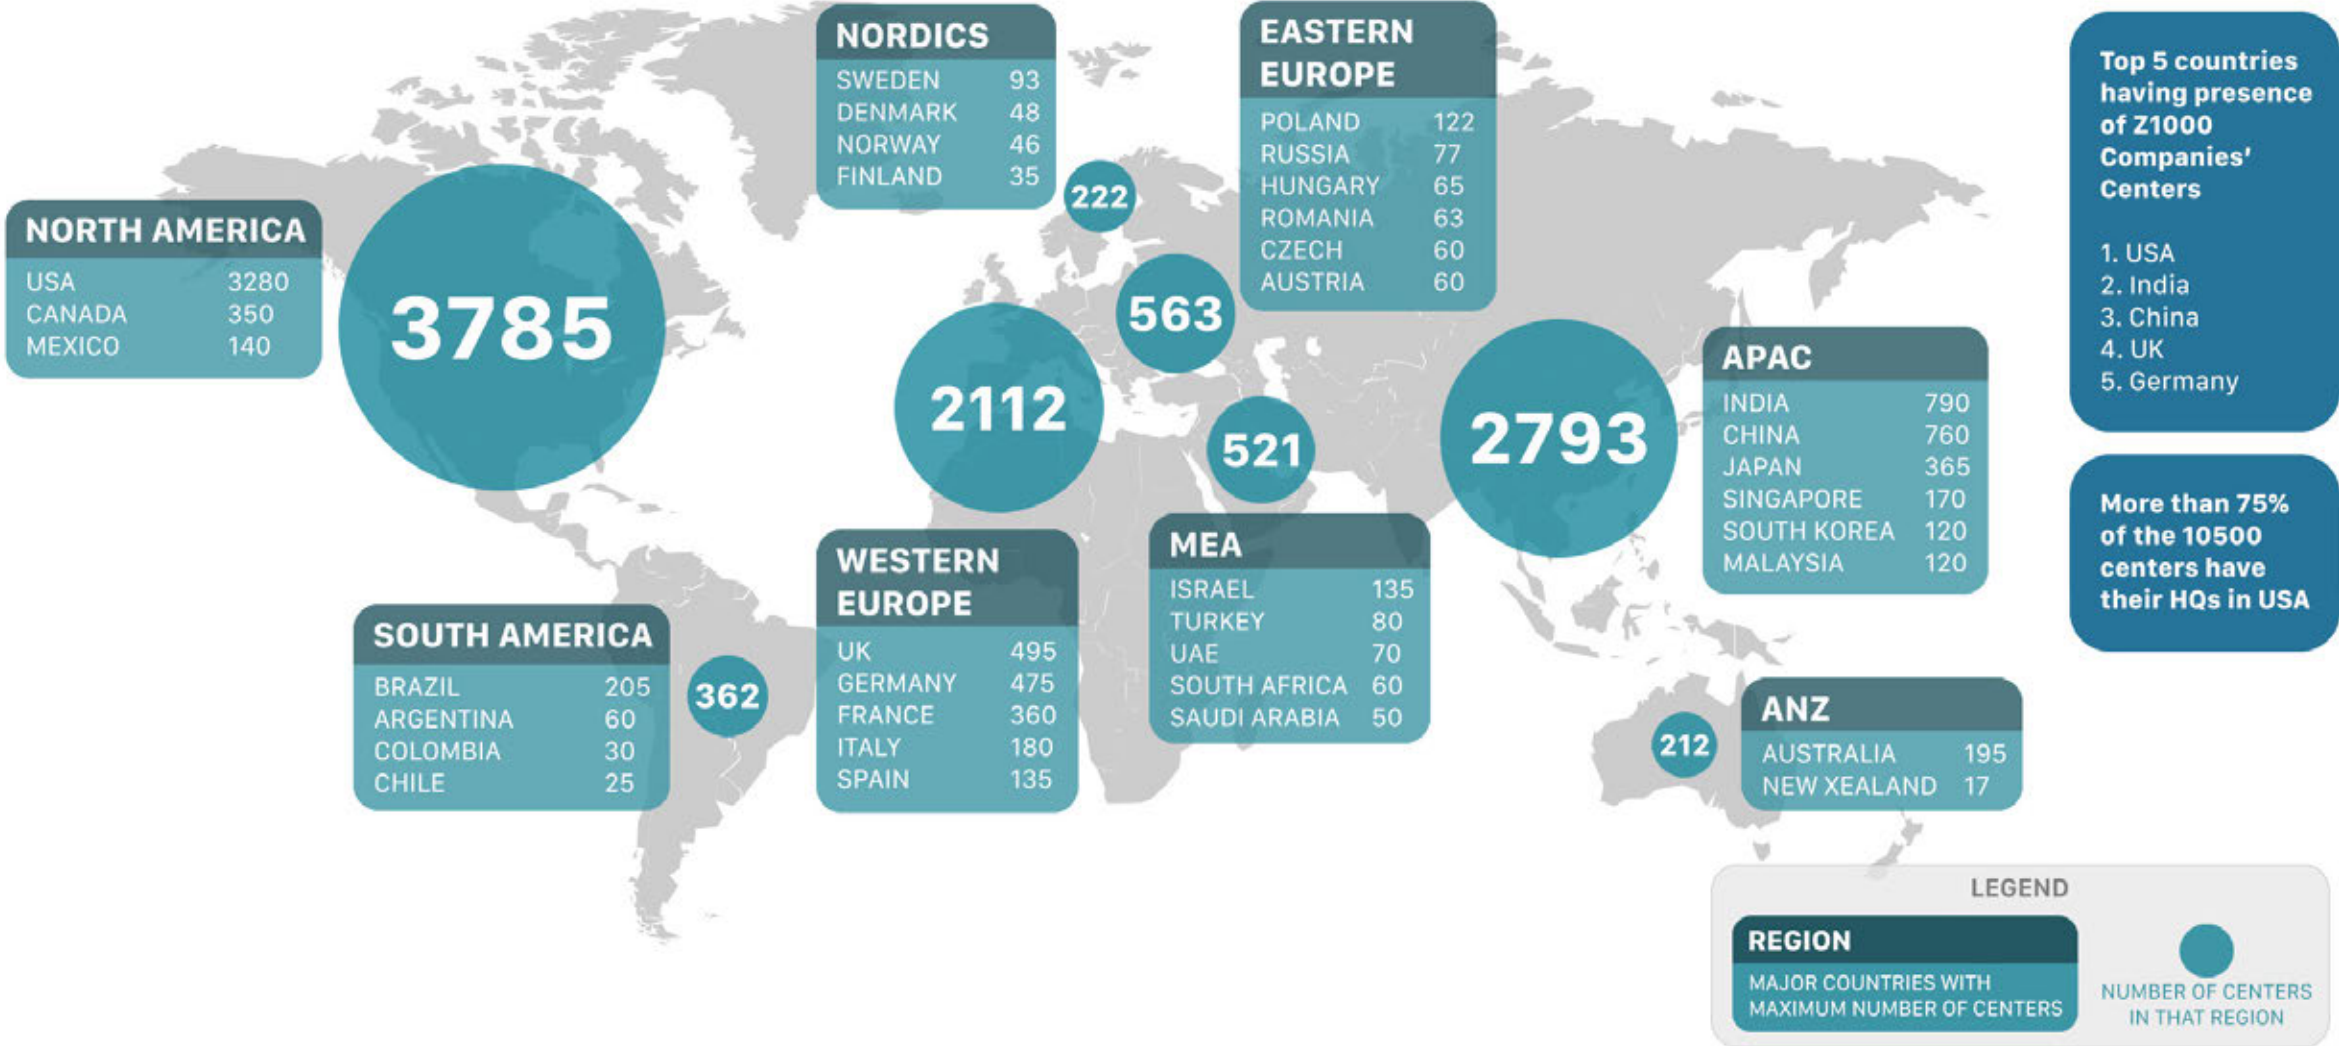 NORTH AMERICA
USA 3280
CANADA 350
MEXICO 140
3785
NORDICS
SWEDEN 93
DENMARK 48
NORWAY 46
FINLAND 35
222
EASTERN
EUROPE
POLAND 122
RUSSIA 77
HUNGARY 65
ROMANIA 63
CZECH 60
AUSTRIA 60
563
2112
WESTERN
EUROPE
UK 495
GERMANY 475
FRANCE 360
ITALY 180
SPAIN 135
521
MEA
ISRAEL 135
TURKEY 80
UAE 70
SOUTH AFRICA 60
SAUDI ARABIA 50
2793
APAC
INDIA 790
CHINA 760
JAPAN 365
SINGAPORE 170
SOUTH KOREA 120
MALAYSIA 120
SOUTH AMERICA
BRAZIL 205
ARGENTINA 60
COLOMBIA 30
CHILE 25
362
212
ANZ
AUSTRALIA 195
NEW XEALAND 17
Top 5 countries
having presence
of Z1000
Companies'
Centers
1. USA
2. India
3. China
4. UK
5. Germany
More than 75%
of the 10500
centers have
their HQs in USA
LEGEND
REGION
MAJOR COUNTRIES WITH
MAXIMUM NUMBER OF CENTERS
NUMBER OF CENTERS
IN THAT REGION